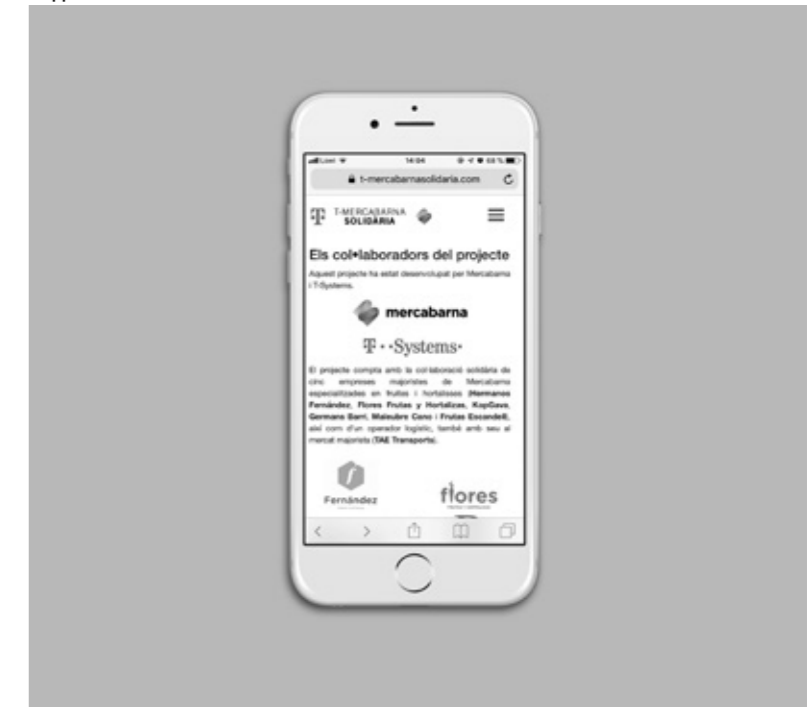 14:04
t-mercabarnasolidaria.com
T-MERCABARNA
SOLIDÀRIA
Els col•laboradors del projecte
Aquest projecte ha estat desenvolupat per Mercabarna
i T-Systems.
mercabarna
T··Systems·
El projecte compta amb la col·laboració solidària de
cinc empreses majoristes de Mercabarna
especialitzades en fruites i hortalisses (Hermanos
Fernández, Flores Frutas y Hortalizas, KopGavà,
Germans Barri, Maleubre Cano i Frutas Escandell),
així com d'un operador logístic, també amb seu al
mercat majorista (TAE Transports).
Fernández
flores